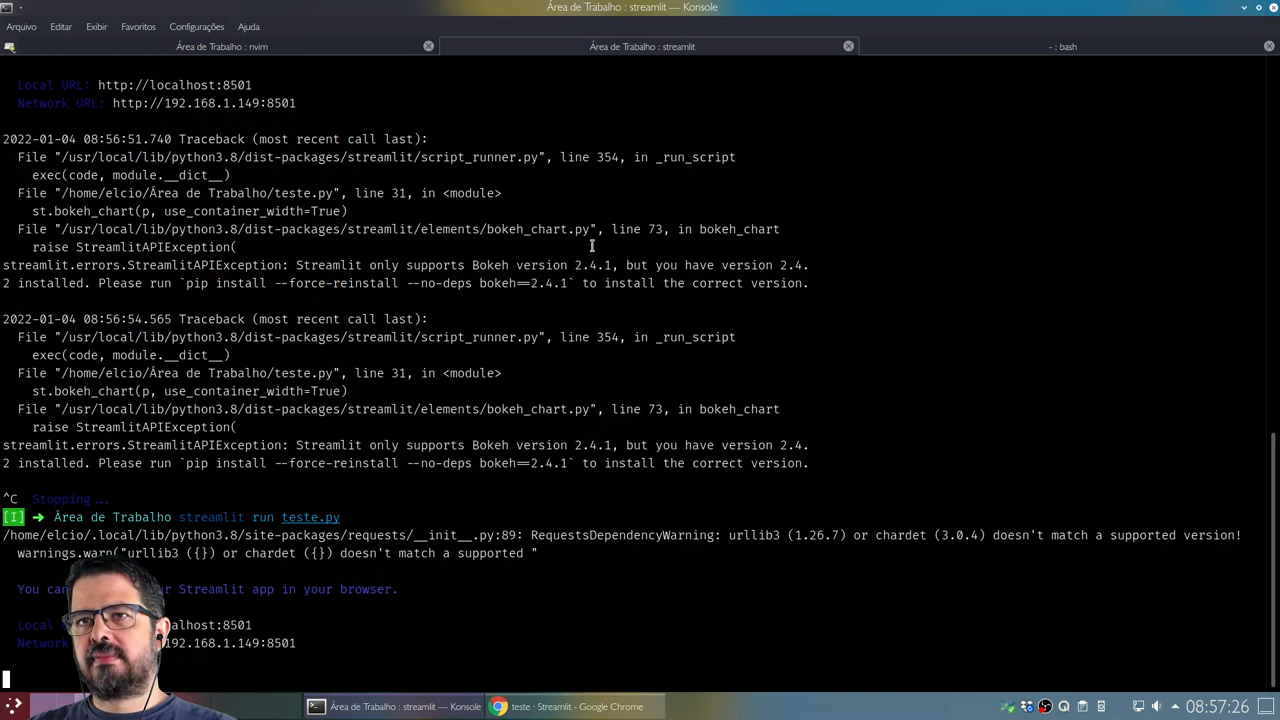 Área de Trabalho : streamlit — Konsole
Arquivo Editar Exibir Favoritos Configurações Ajuda
Área de Trabalho : nvim
Área de Trabalho : streamlit
~ : bash
Local URL: http://localhost:8501
Network URL: http://192.168.1.149:8501
2022-01-04 08:56:51.740 Traceback (most recent call last):
File "/usr/local/lib/python3.8/dist-packages/streamlit/script_runner.py", line 354, in _run_script
exec(code, module.__dict__)
File "/home/elcio/Área de Trabalho/teste.py", line 31, in <module>
st.bokeh_chart(p, use_container_width=True)
File "/usr/local/lib/python3.8/dist-packages/streamlit/elements/bokeh_chart.py", line 73, in bokeh_chart
raise StreamlitAPIException(
streamlit.errors.StreamlitAPIException: Streamlit only supports Bokeh version 2.4.1, but you have version 2.4.
2 installed. Please run `pip install --force-reinstall --no-deps bokeh==2.4.1` to install the correct version.
2022-01-04 08:56:54.565 Traceback (most recent call last):
File "/usr/local/lib/python3.8/dist-packages/streamlit/script_runner.py", line 354, in _run_script
exec(code, module.__dict__)
File "/home/elcio/Área de Trabalho/teste.py", line 31, in <module>
st.bokeh_chart(p, use_container_width=True)
File "/usr/local/lib/python3.8/dist-packages/streamlit/elements/bokeh_chart.py", line 73, in bokeh_chart
raise StreamlitAPIException(
streamlit.errors.StreamlitAPIException: Streamlit only supports Bokeh version 2.4.1, but you have version 2.4.
2 installed. Please run `pip install --force-reinstall --no-deps bokeh==2.4.1` to install the correct version.
^C Stopping...
[I] ➜ Área de Trabalho streamlit run teste.py
/home/elcio/.local/lib/python3.8/site-packages/requests/__init__.py:89: RequestsDependencyWarning: urllib3 (1.26.7) or chardet (3.0.4) doesn't match a supported version!
warnings.warn("urllib3 ({}) or chardet ({}) doesn't match a supported "
You can Streamlit app in your browser.
Local :8501
Network 192.168.1.149:8501
Área de Trabalho : streamlit — Konsole
teste · Streamlit - Google Chrome
08:57:26